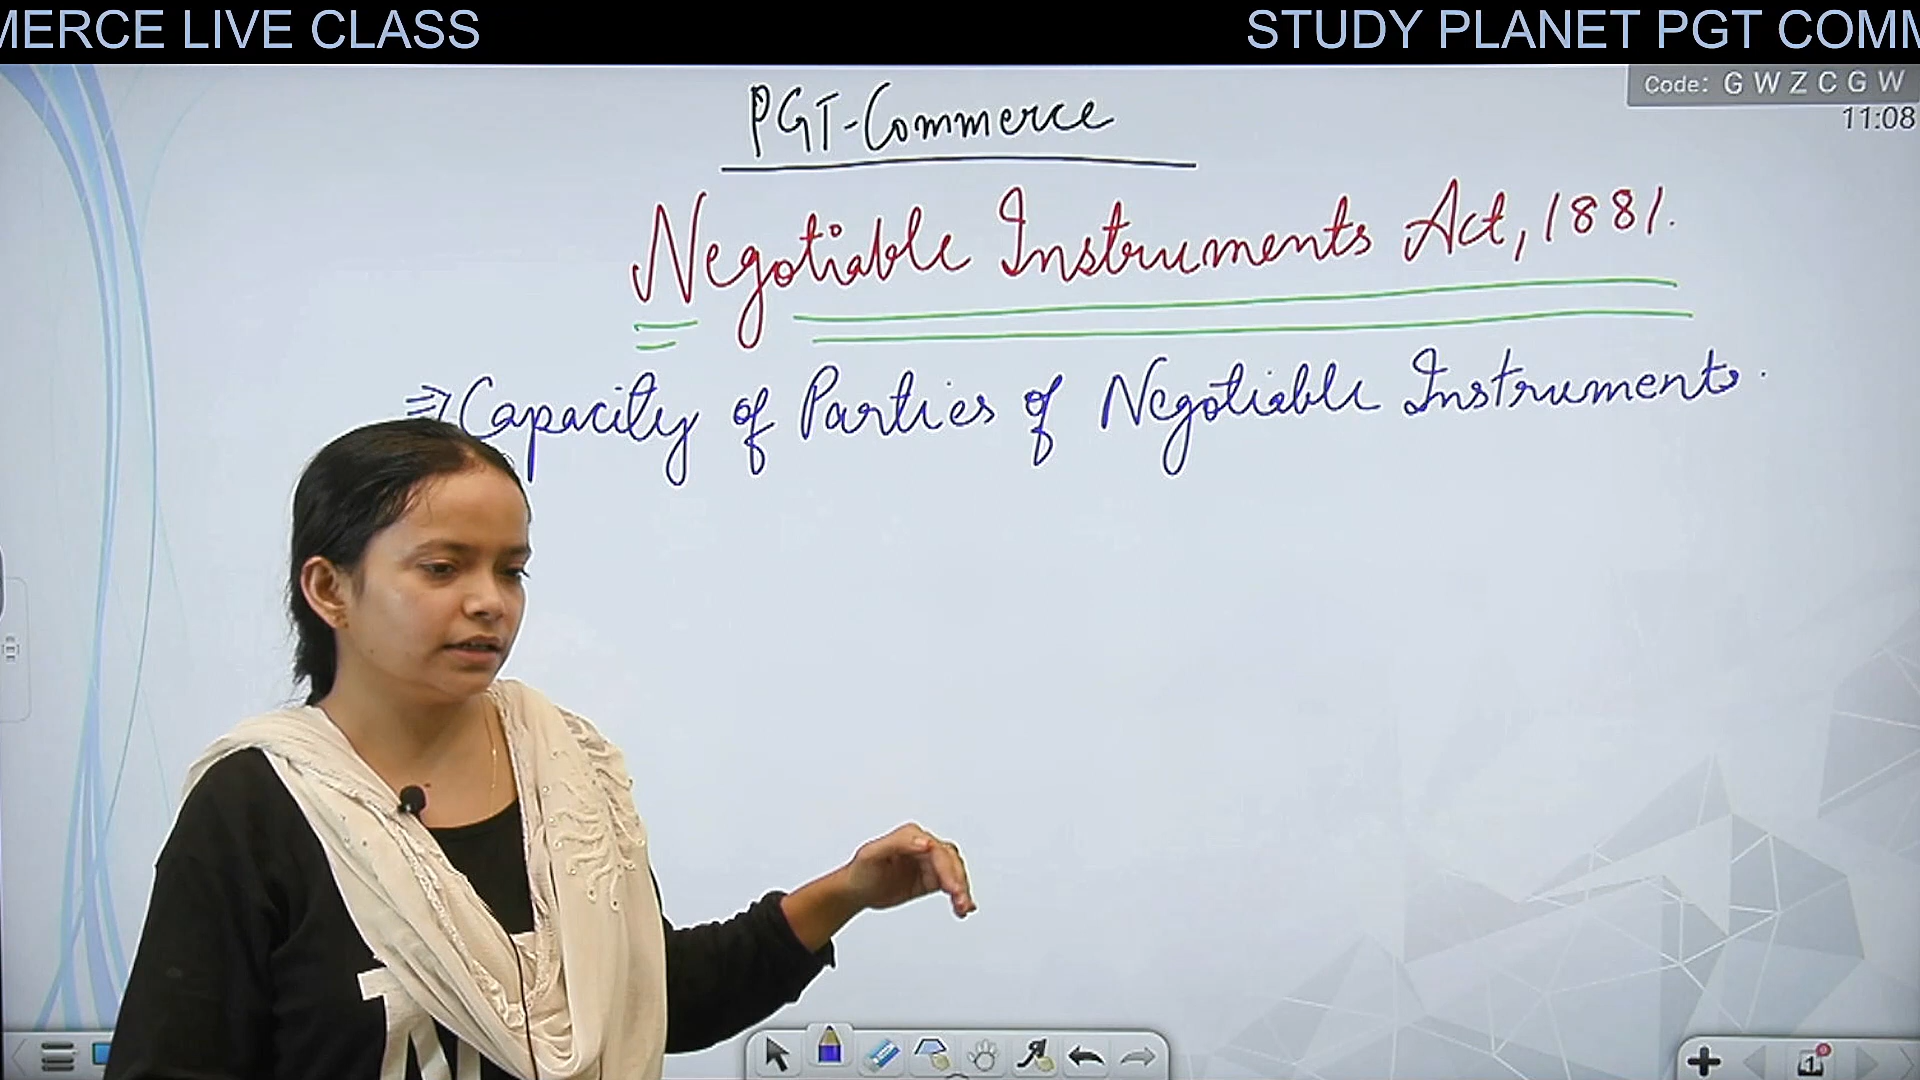 MERCE LIVE CLASS STUDY PLANET PGT COMM
Code: GWZCGW
11:08
PGT-Commerce
Negotiable Instruments Act, 1881.
⇒ Capacity of Parties of Negotiable Instruments.
1